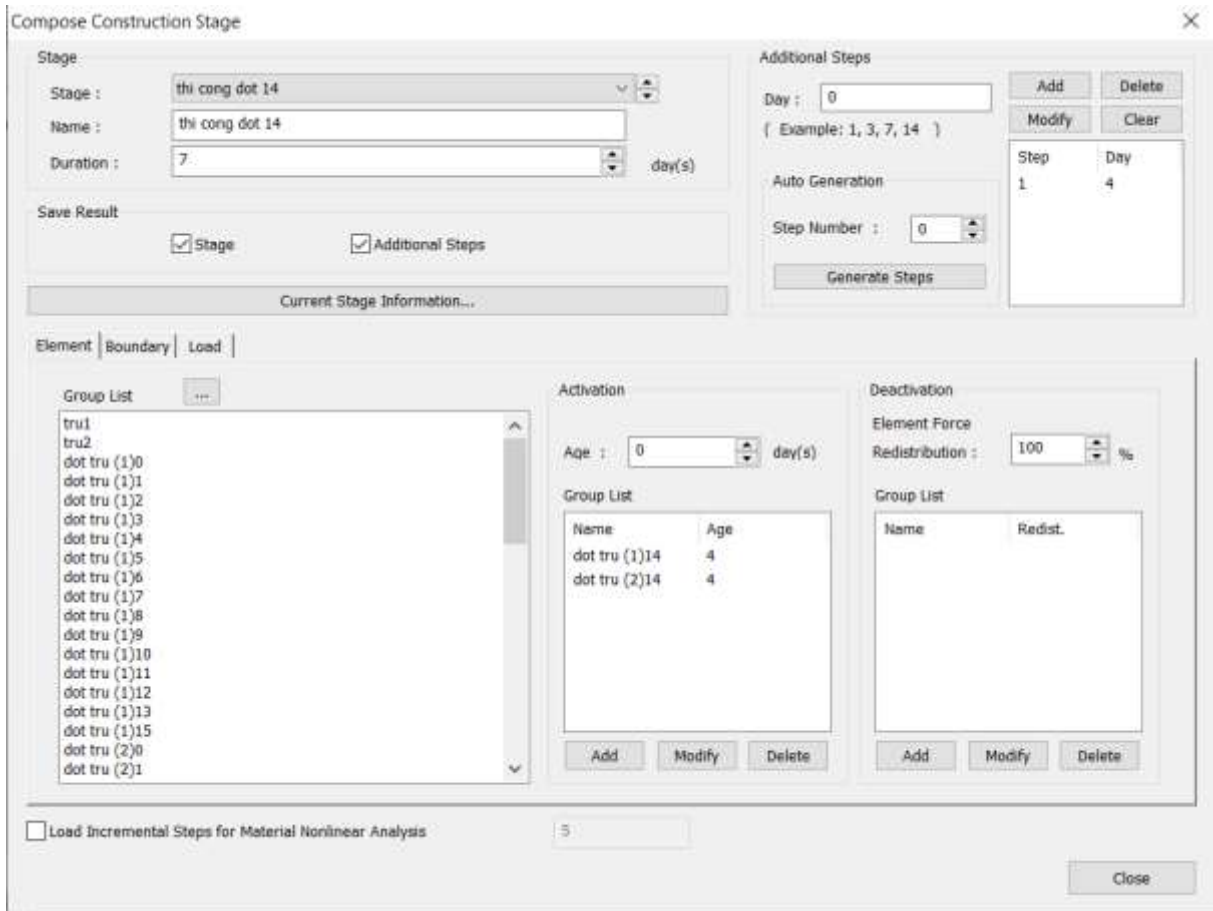 Compose Construction Stage
Stage
Stage :
thi cong dot 14
Name :
thi cong dot 14
Duration :
7
day(s)
Save Result
Stage
Additional Steps
Current Stage Information...
Additional Steps
Day :
0
( Example: 1, 3, 7, 14 )
Add
Delete
Modify
Clear
Auto Generation
Step Number :
0
Generate Steps
Step Day
1 4
Element Boundary Load
Group List
...
tru1
tru2
dot tru (1)0
dot tru (1)1
dot tru (1)2
dot tru (1)3
dot tru (1)4
dot tru (1)5
dot tru (1)6
dot tru (1)7
dot tru (1)8
dot tru (1)9
dot tru (1)10
dot tru (1)11
dot tru (1)12
dot tru (1)13
dot tru (1)15
dot tru (2)0
dot tru (2)1
Activation
Age : 0 day(s)
Group List
Name Age
dot tru (1)14 4
dot tru (2)14 4
Add Modify Delete
Deactivation
Element Force
Redistribution : 100 %
Group List
Name Redist.
Add Modify Delete
Load Incremental Steps for Material Nonlinear Analysis
5
Close